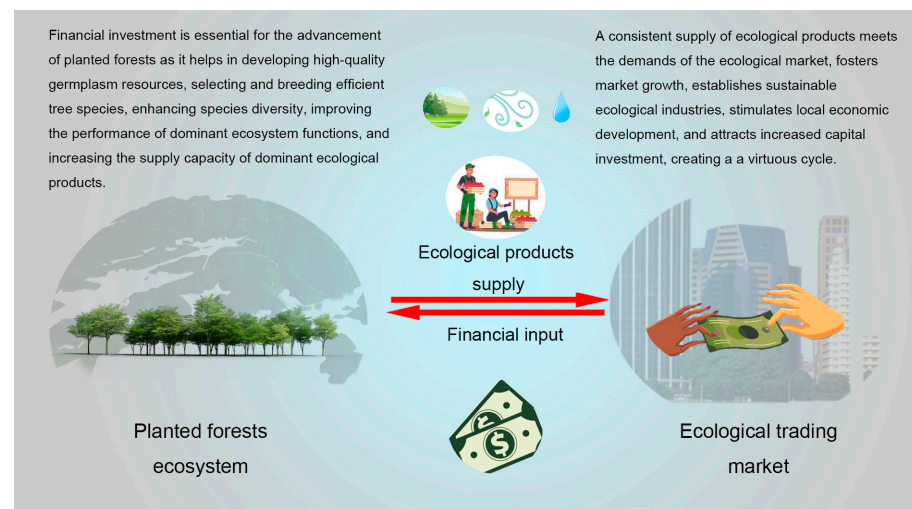 Financial investment is essential for the advancement
of planted forests as it helps in developing high-quality
germplasm resources, selecting and breeding efficient
tree species, enhancing species diversity, improving
the performance of dominant ecosystem functions, and
increasing the supply capacity of dominant ecological
products.
A consistent supply of ecological products meets
the demands of the ecological market, fosters
market growth, establishes sustainable
ecological industries, stimulates local economic
development, and attracts increased capital
investment, creating a a virtuous cycle.
Ecological products
supply
Financial input
$
$
Planted forests
ecosystem
Ecological trading
market